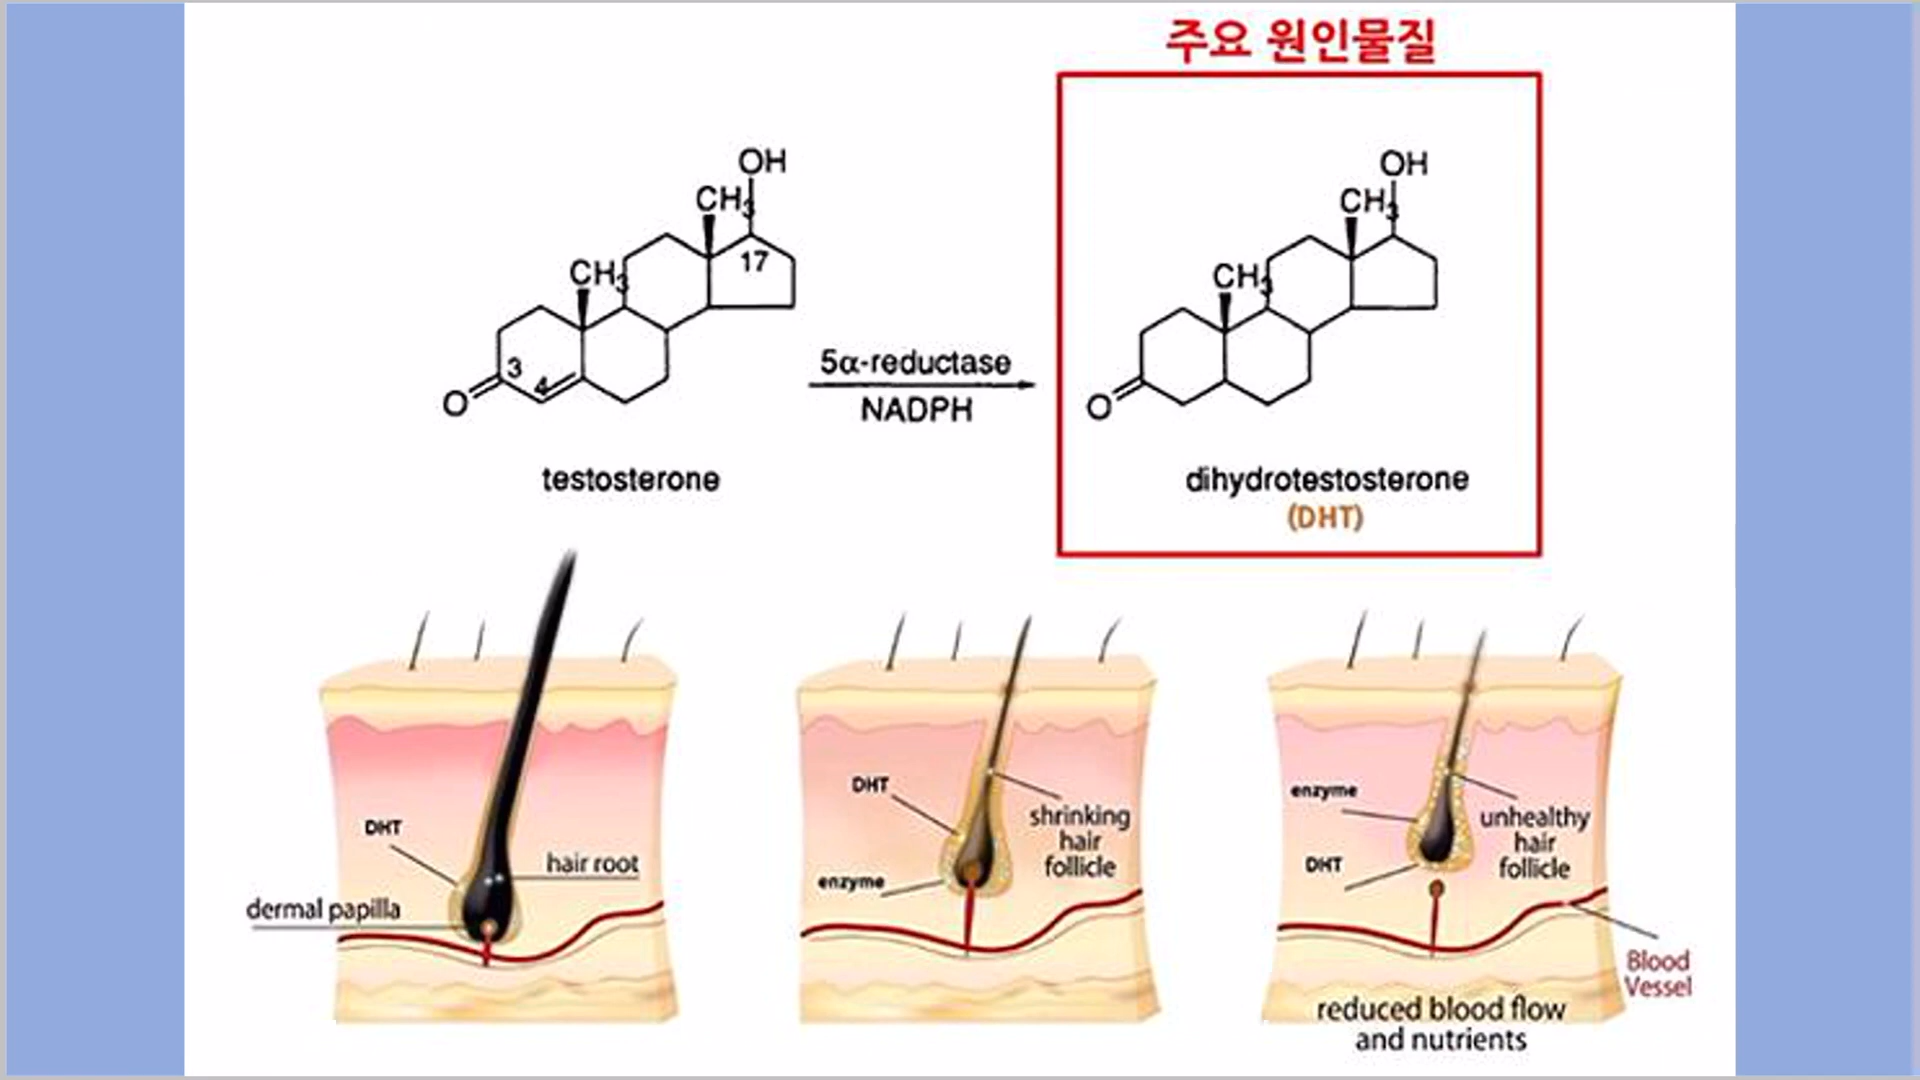 주요 원인물질
OH
CH3
17
CH3
3
4
O
testosterone
5α-reductase
NADPH
OH
CH3
CH3
O
dihydrotestosterone
(DHT)
DHT
hair root
dermal papilla
DHT
shrinking
hair
follicle
enzyme
enzyme
unhealthy
hair
follicle
DHT
Blood
Vessel
reduced blood flow
and nutrients